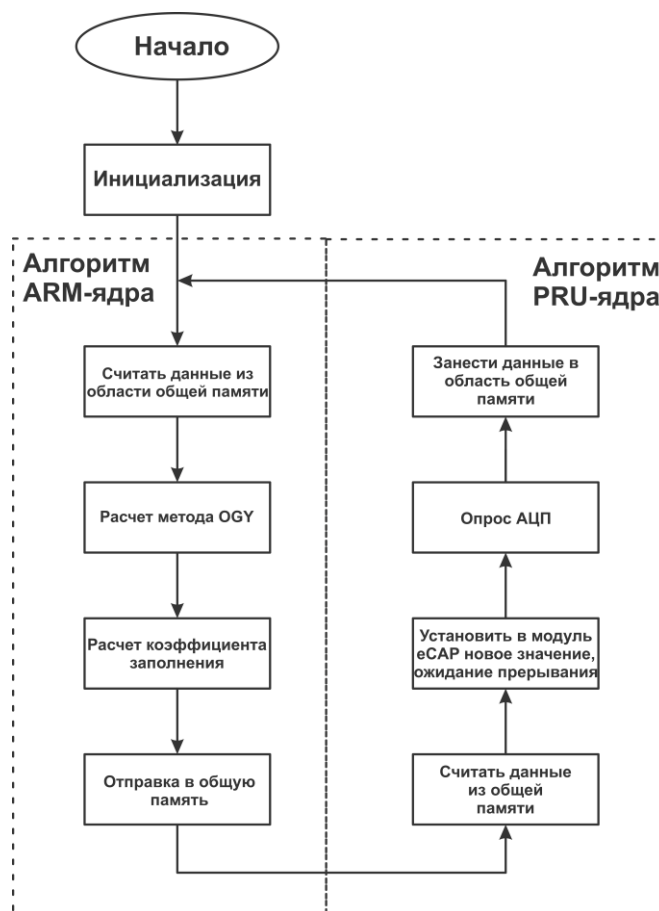 Начало
Инициализация
Алгоритм
ARM-ядра
Считать данные из
области общей памяти
Расчет метода OGY
Расчет коэффициента
заполнения
Отправка в общую
память
Алгоритм
PRU-ядра
Занести данные в
область общей
памяти
Опрос АЦП
Установить в модуль
eCAP новое значение,
ожидание прерывания
Считать данные
из общей
памяти